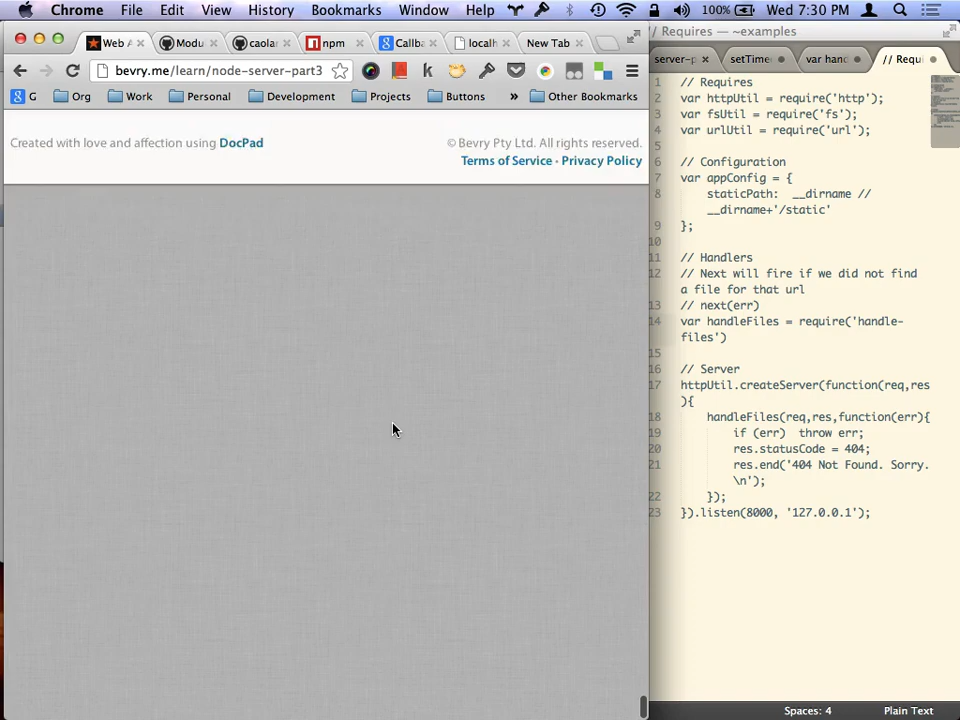 Chrome File Edit View History Bookmarks Window Help 100% Wed 7:30 PM
Web A Modu caolar npm Callba localh New Tab
bevry.me/learn/node-server-part3
G Org Work Personal Development Projects Buttons » Other Bookmarks
Created with love and affection using DocPad
© Bevry Pty Ltd. All rights reserved.
Terms of Service · Privacy Policy
// Requires — ~examples
server-p setTime var hand // Requi
1 // Requires
2 var httpUtil = require('http');
3 var fsUtil = require('fs');
4 var urlUtil = require('url');
5
6 // Configuration
7 var appConfig = {
8 staticPath: __dirname //
__dirname+'/static'
9 };
10
11 // Handlers
12 // Next will fire if we did not find
a file for that url
13 // next(err)
14 var handleFiles = require('handle-
files')
15
16 // Server
17 httpUtil.createServer(function(req,res
){
18 handleFiles(req,res,function(err){
19 if (err) throw err;
20 res.statusCode = 404;
21 res.end('404 Not Found. Sorry.
\n');
22 });
23 }).listen(8000, '127.0.0.1');
Spaces: 4 Plain Text